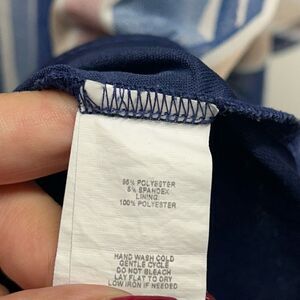 95% POLYESTER
5% SPANDEX
LINING:
100% POLYESTER
HAND WASH COLD
GENTLE CYCLE
DO NOT BLEACH
LAY FLAT TO DRY
LOW IRON IF NEEDED